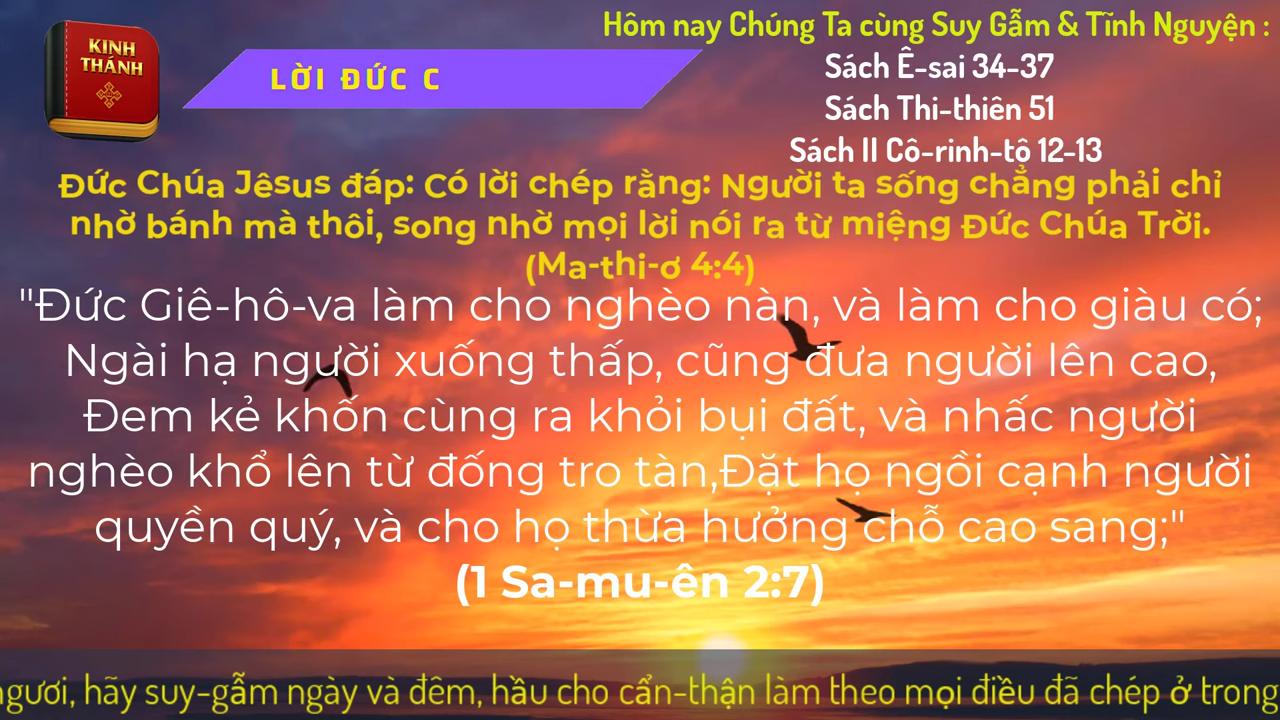 KINH
THÁNH
LỜI ĐỨC C
Hôm nay Chúng Ta cùng Suy Gẫm & Tĩnh Nguyện :
Sách Ê-sai 34-37
Sách Thi-thiên 51
Sách II Cô-rinh-tô 12-13
Đức Chúa Jêsus đáp: Có lời chép rằng: Người ta sống chẳng phải chỉ
nhờ bánh mà thôi, song nhờ mọi lời nói ra từ miệng Đức Chúa Trời.
(Ma-thi-ơ 4:4)
"Đức Giê-hô-va làm cho nghèo nàn, và làm cho giàu có;
Ngài hạ người xuống thấp, cũng đưa người lên cao,
Đem kẻ khốn cùng ra khỏi bụi đất, và nhấc người
nghèo khổ lên từ đống tro tàn,Đặt họ ngồi cạnh người
quyền quý, và cho họ thừa hưởng chỗ cao sang;"
(1 Sa-mu-ên 2:7)
ngươi, hãy suy-gẫm ngày và đêm, hầu cho cẩn-thận làm theo mọi điều đã chép ở trong